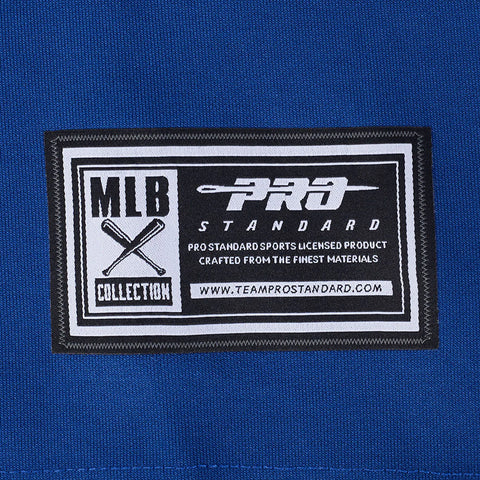 MLB
COLLECTION
PRO
STANDARD
PRO STANDARD SPORTS LICENSED PRODUCT
CRAFTED FROM THE FINEST MATERIALS
WWW.TEAMPROSTANDARD.COM